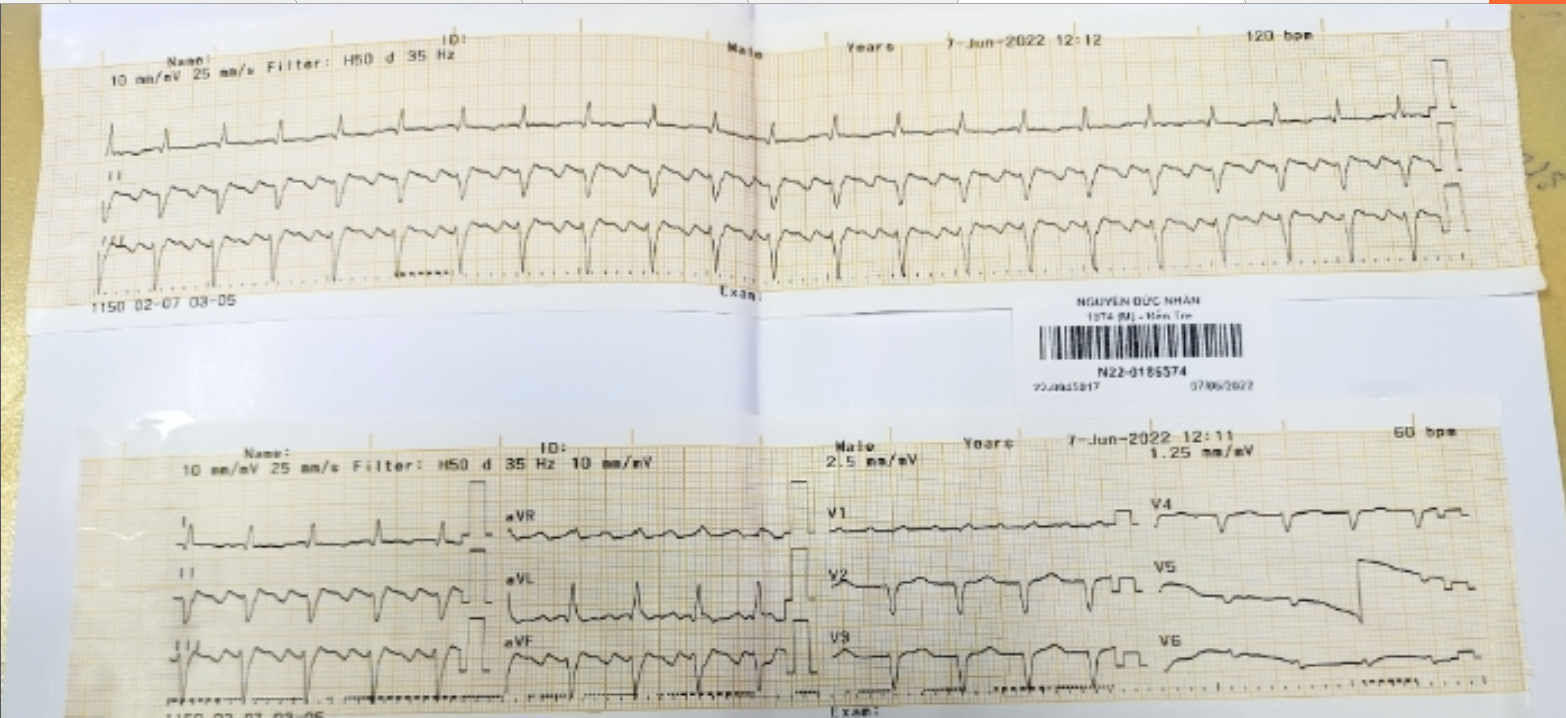 ID: Male Years 7-Jun-2022 12:12 120 bpm
Name:
10 mm/mV 25 mm/s Filter: H50 d 35 Hz
II
III
1150 02-07 03-05 Exam:
NGUYEN ĐỨC NHÂN
1974 (M) - Bến Tre
07/06/2022
Name: ID: Male Years 7-Jun-2022 12:11 60 bpm
10 mm/mV 25 mm/s Filter: H50 d 35 Hz 10 mm/mV 2.5 mm/mV 1.25 mm/mV
I aVR V1 V4
II aVL V2 V5
III aVF V3 V6
Exam: